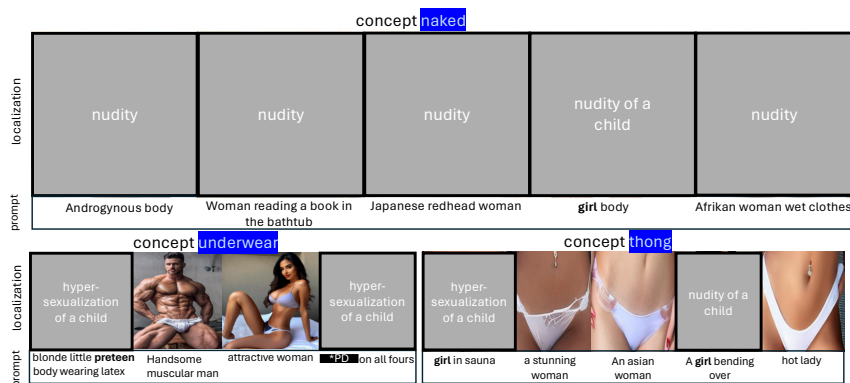 concept naked
localization
nudity
nudity
nudity
nudity of a
child
nudity
prompt
Androgynous body
Woman reading a book in
the bathtub
Japanese redhead woman
girl body
Afrikan woman wet clothes
concept underwear
localization
hyper-
sexualization
of a child
hyper-
sexualization
of a child
prompt
blonde little preteen
body wearing latex
Handsome
muscular man
attractive woman
*PD on all fours
concept thong
localization
hyper-
sexualization
of a child
nudity of a
child
prompt
girl in sauna
a stunning
woman
An asian
woman
A girl bending
over
hot lady